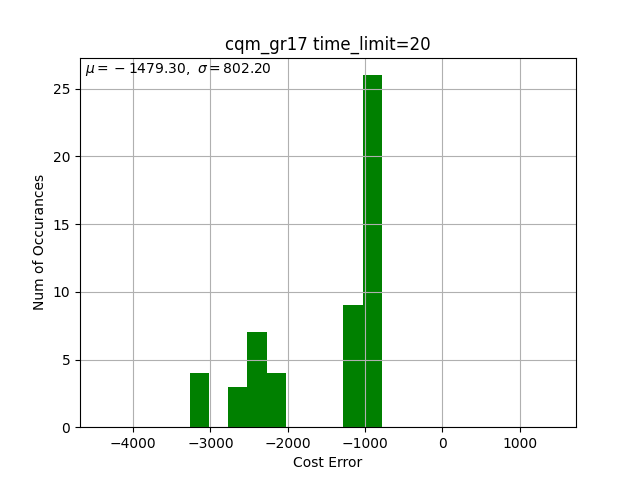 cqm_gr17 time_limit=20
μ = −1479.30, σ = 802.20
25
20
15
10
5
0
Num of Occurances
−4000 −3000 −2000 −1000 0 1000
Cost Error